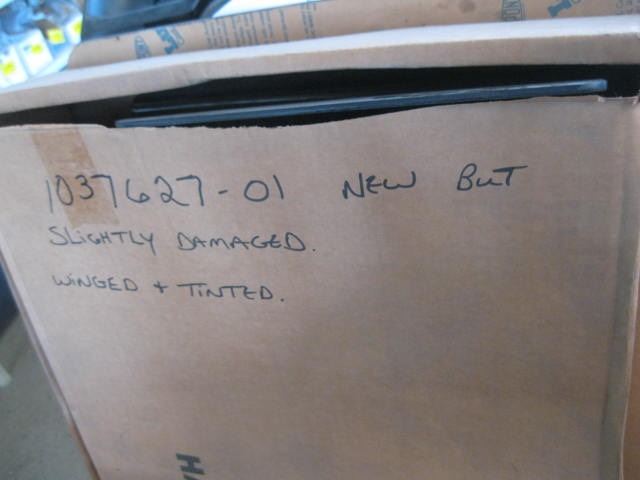 1037627-01 NEW BUT
SLIGHTLY DAMAGED.
WINGED + TINTED.